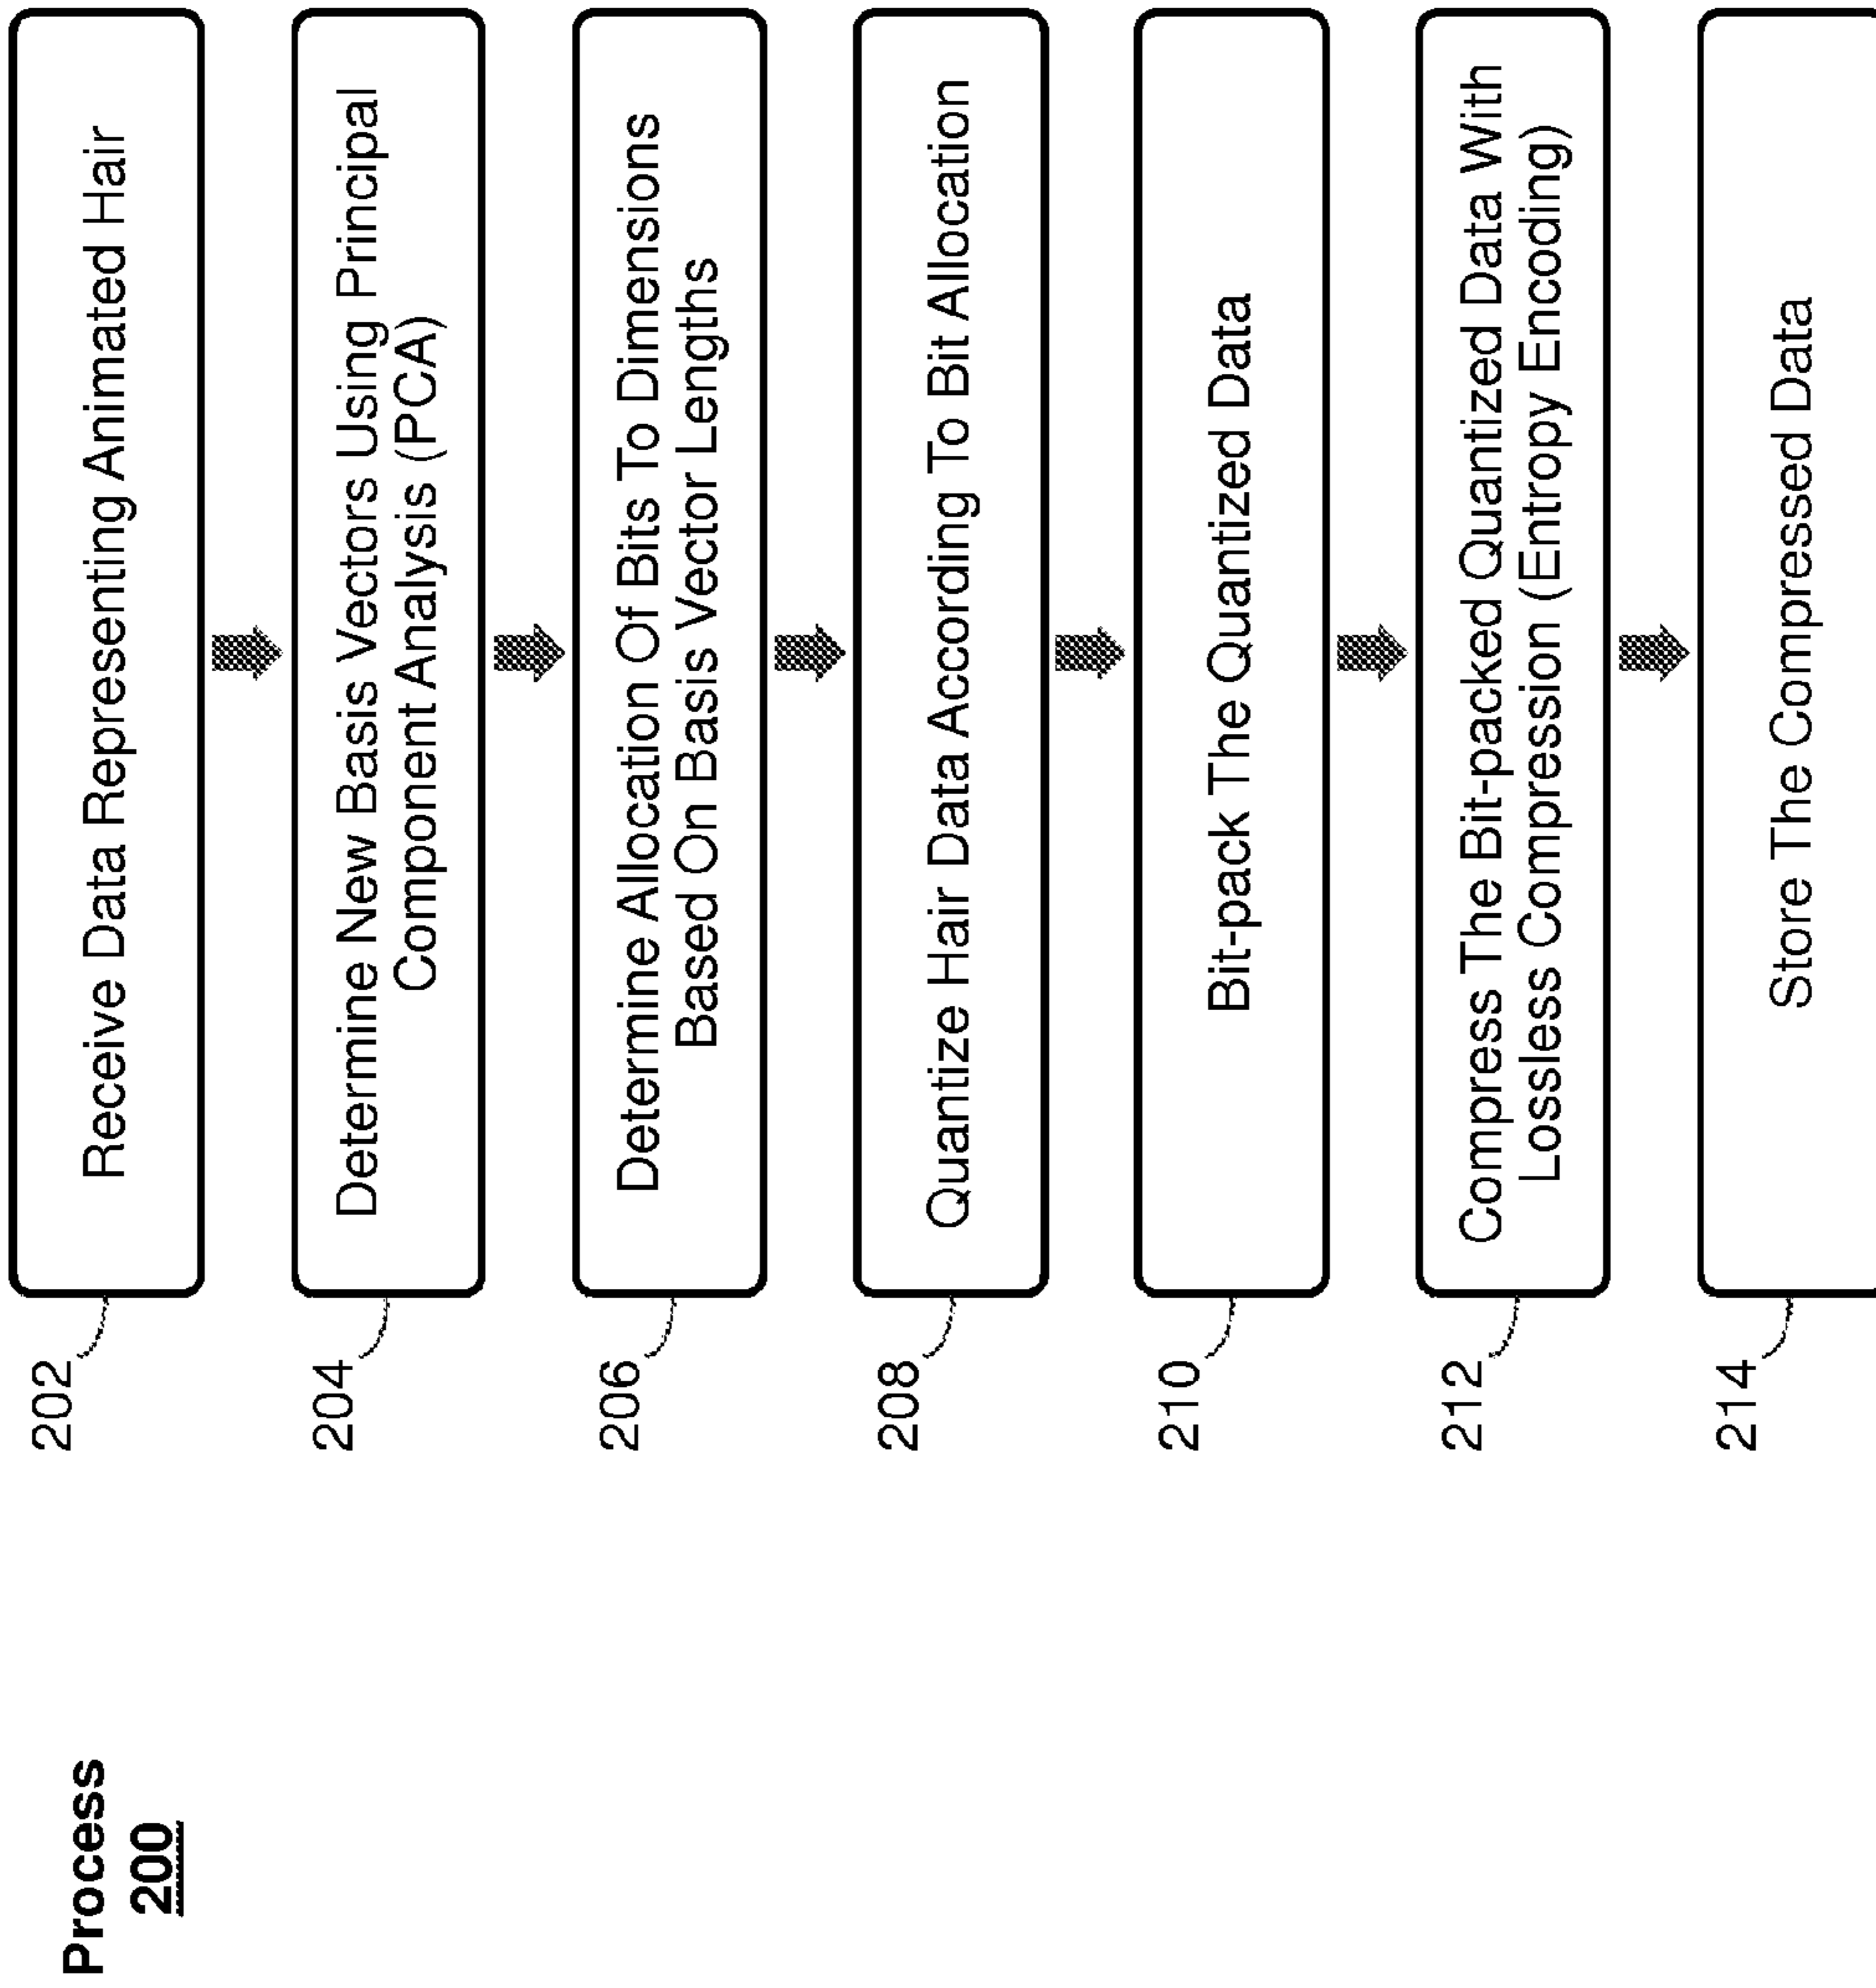 Process
200
202
Receive Data Representing Animated Hair
204
Determine New Basis Vectors Using Principal
Component Analysis (PCA)
206
Determine Allocation Of Bits To Dimensions
Based On Basis Vector Lengths
208
Quantize Hair Data According To Bit Allocation
210
Bit-pack The Quantized Data
212
Compress The Bit-packed Quantized Data With
Lossless Compression (Entropy Encoding)
214
Store The Compressed Data